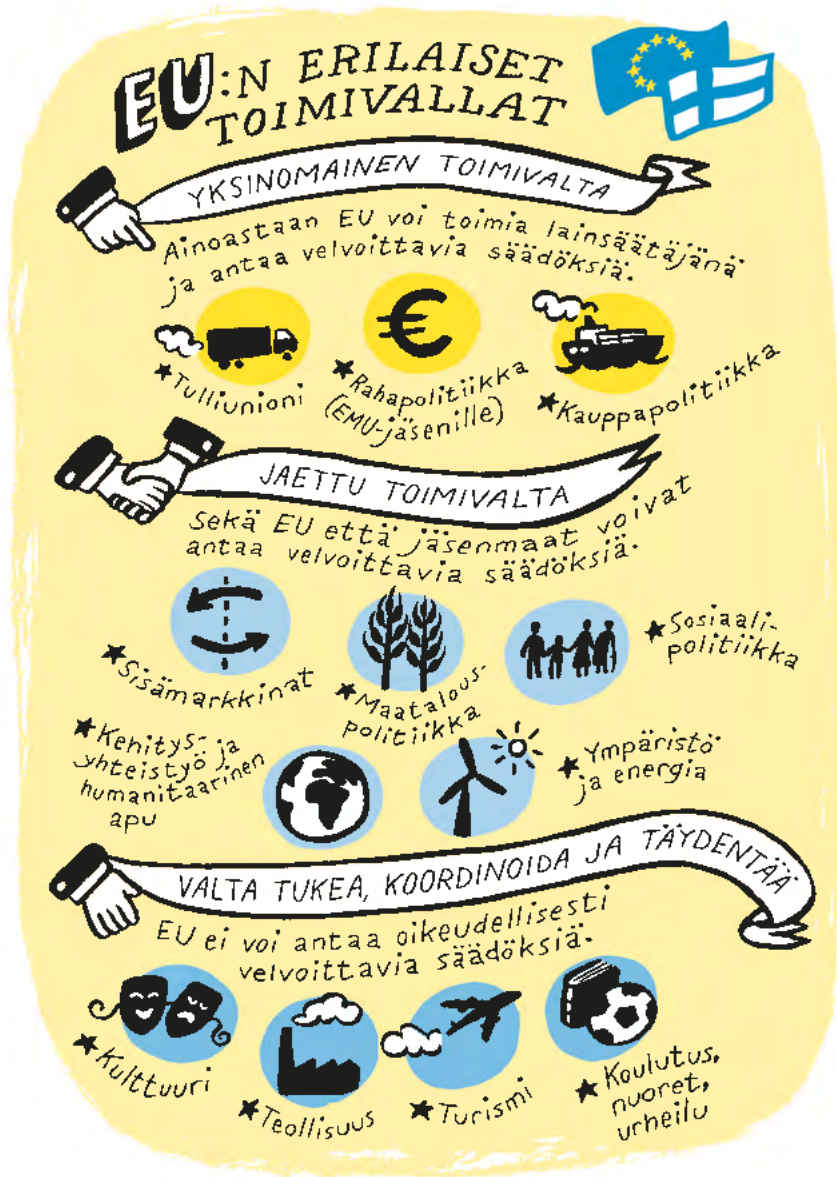 EU:N ERILAISET
TOIMIVALLAT
YKSINOMAINEN TOIMIVALTA
Ainoastaan EU voi toimia lainsäätäjänä
ja antaa velvoittavia säädöksiä.
Tulliunioni
Rahapolitiikka
(EMU-jäsenille)
Kauppapolitiikka
JAETTU TOIMIVALTA
Sekä EU että jäsenmaat voivat
antaa velvoittavia säädöksiä.
Sisämarkkinat
Maatalous-
politiikka
Sosiaali-
politiikka
Kehitys-
yhteistyö ja
humanitaarinen
apu
Ympäristö
ja energia
VALTA TUKEA, KOORDINOIDA JA TÄYDENTÄÄ
EU ei voi antaa oikeudellisesti
velvoittavia säädöksiä.
Kulttuuri
Teollisuus
Turismi
Koulutus,
nuoret,
urheilu